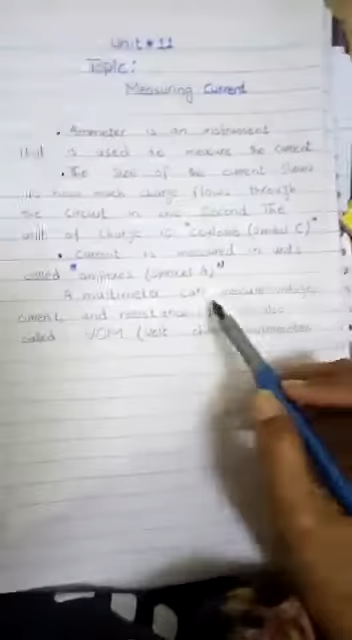 Unit # 11
Topic:
Measuring Current
• Ammeter is an instrument
that is used to measure the current
• The size of the current shows
us how much charge flows through
the circuit in one second The
unit of charge is "coulomb (symbol C)"
• Current is measured in units
called "amperes (symbol A)"
A multimeter can measure voltage,
current, and resistance. also
called VOM (Volt